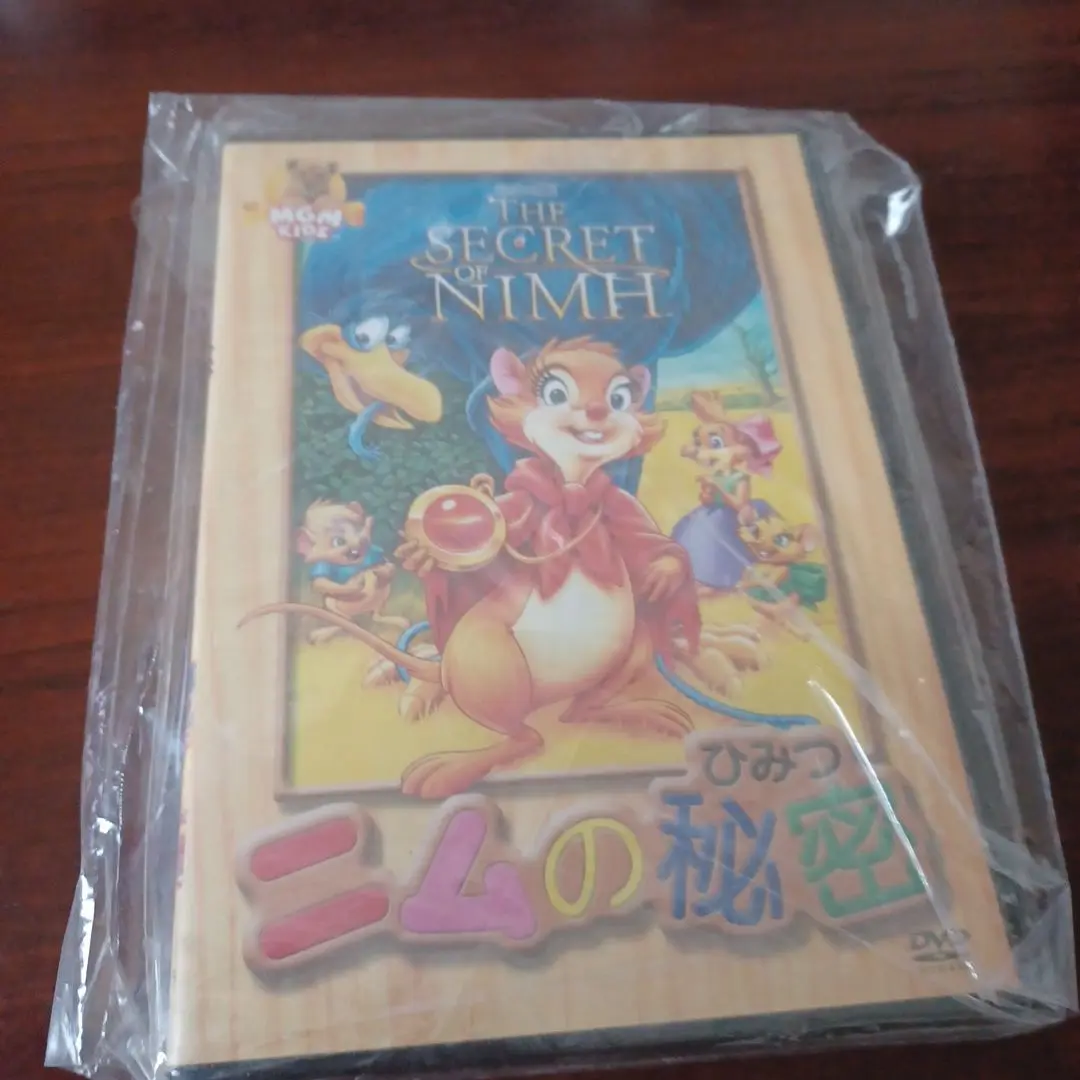 MGM
KIDS
THE
SECRET
OF
NIMH
ひみつ
ニムの秘密
DVD